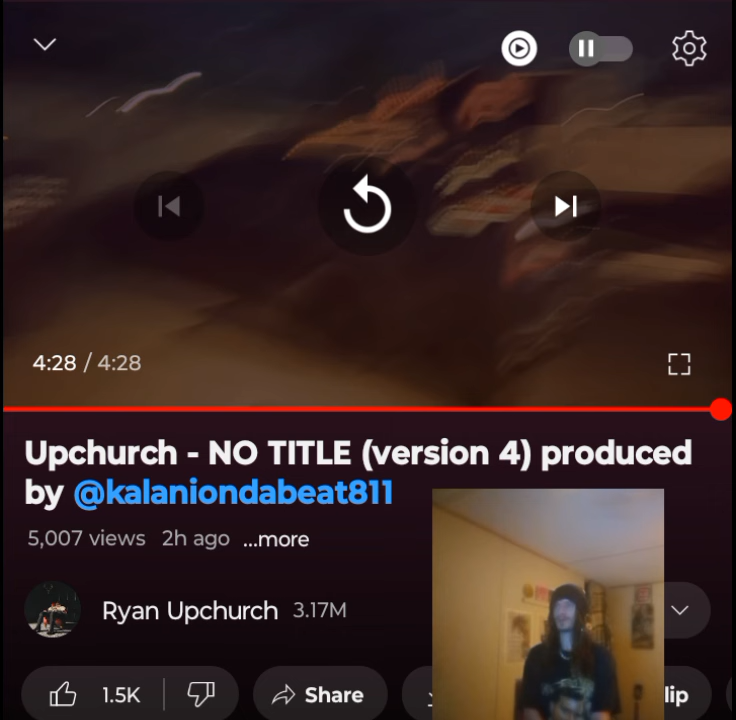 4:28 / 4:28
Upchurch - NO TITLE (version 4) produced
by @kalaniondabeat811
5,007 views 2h ago ...more
Ryan Upchurch 3.17M
1.5K Share lip